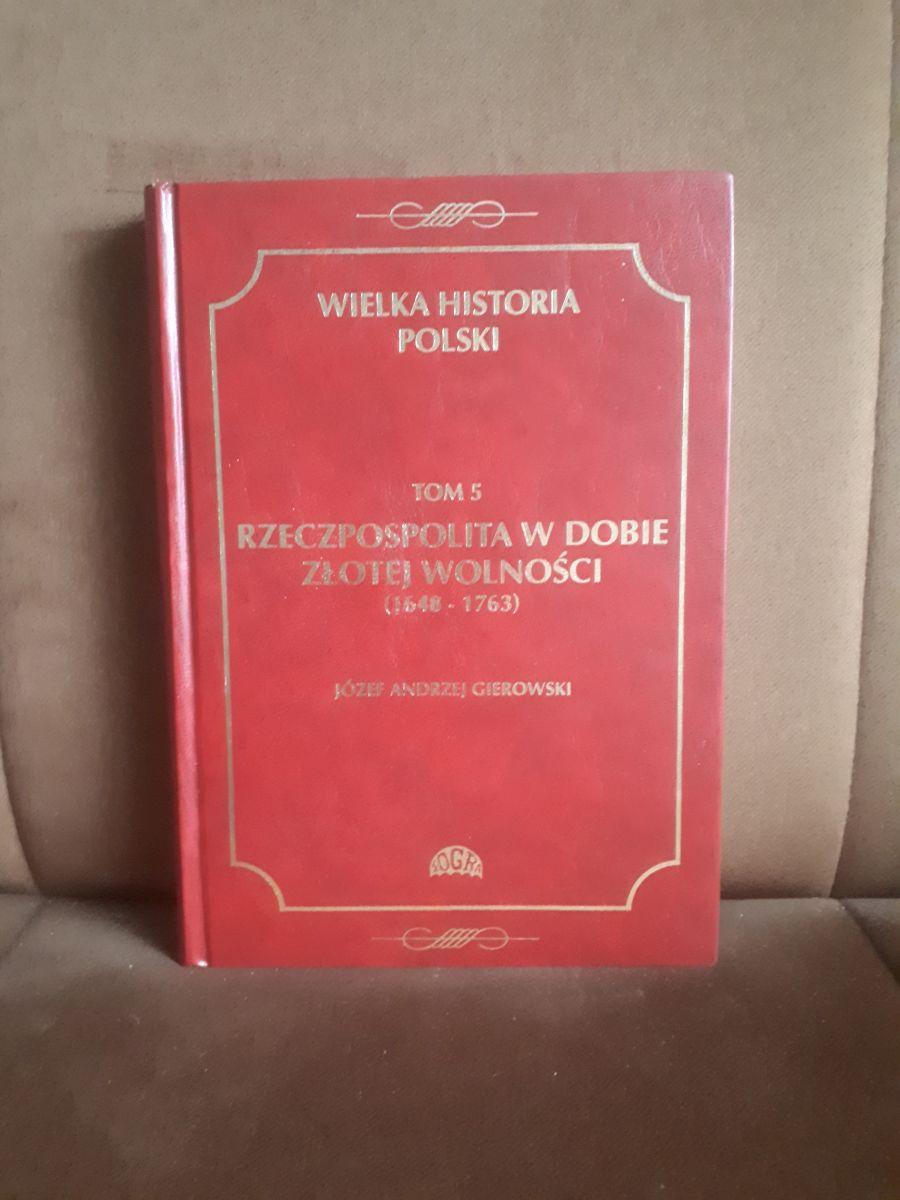 WIELKA HISTORIA
POLSKI
TOM 5
RZECZPOSPOLITA W DOBIE
ZŁOTEJ WOLNOŚCI
(1648 - 1763)
JÓZEF ANDRZEJ GIEROWSKI
FOGRA